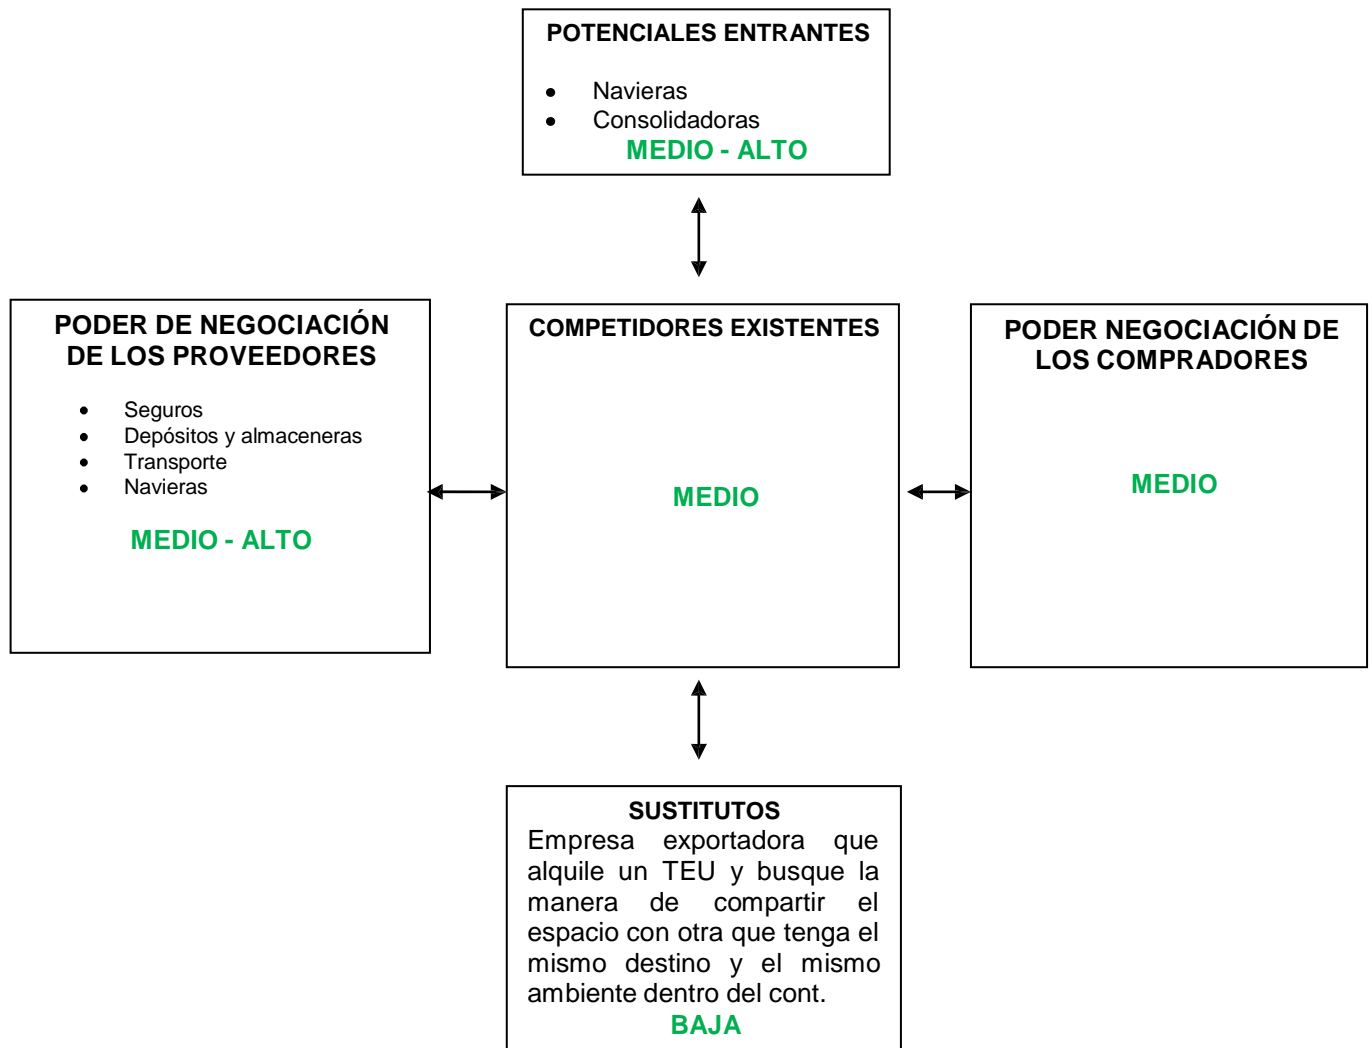 POTENCIALES ENTRANTES
• Navieras
• Consolidadoras
MEDIO - ALTO
PODER DE NEGOCIACIÓN
DE LOS PROVEEDORES
• Seguros
• Depósitos y almaceneras
• Transporte
• Navieras
MEDIO - ALTO
COMPETIDORES EXISTENTES
MEDIO
PODER NEGOCIACIÓN DE
LOS COMPRADORES
MEDIO
SUSTITUTOS
Empresa exportadora que
alquile un TEU y busque la
manera de compartir el
espacio con otra que tenga el
mismo destino y el mismo
ambiente dentro del cont.
BAJA